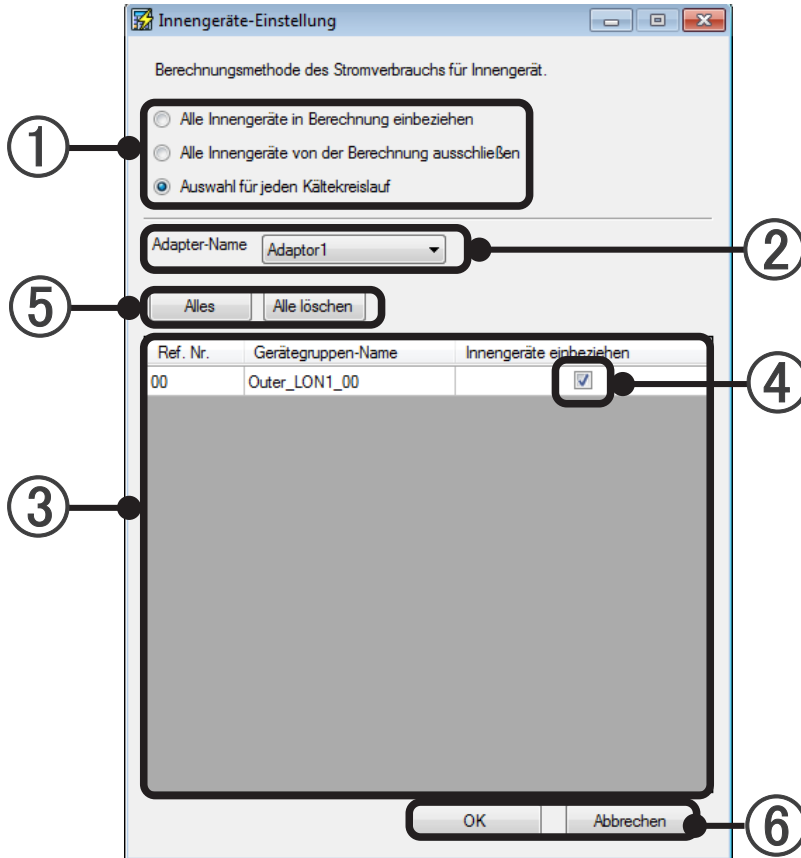 Innengeräte-Einstellung
Berechnungsmethode des Stromverbrauchs für Innengerät.
① Alle Innengeräte in Berechnung einbeziehen
Alle Innengeräte von der Berechnung ausschließen
Auswahl für jeden Kältekreislauf
Adapter-Name Adaptor1 ②
⑤ Alles Alle löschen
Ref. Nr. Gerätegruppen-Name Innengeräte einbeziehen
00 Outer_LON1_00 ④
③
OK Abbrechen ⑥